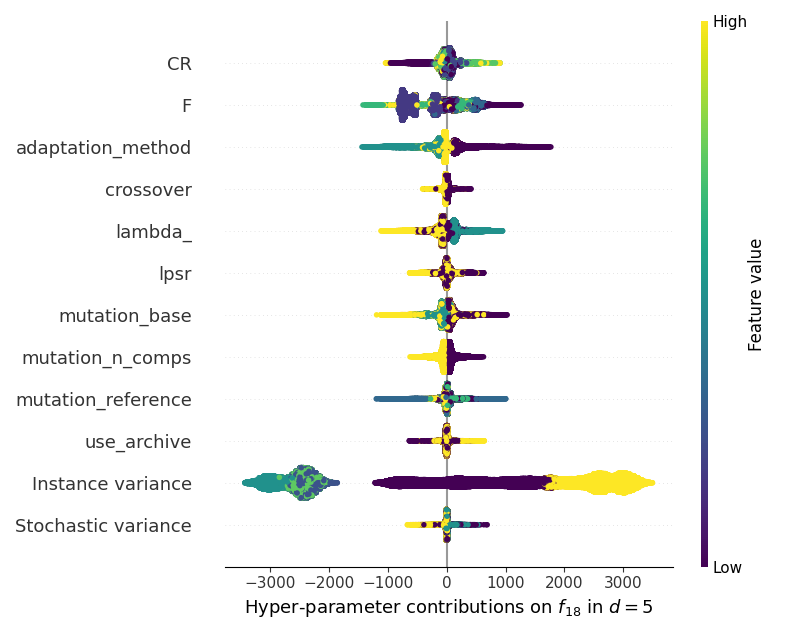 High
CR
F
adaptation_method
crossover
lambda_
lpsr
mutation_base
mutation_n_comps
mutation_reference
use_archive
Instance variance
Stochastic variance
Feature value
Low
−3000 −2000 −1000 0 1000 2000 3000
Hyper-parameter contributions on f₁₈ in d = 5